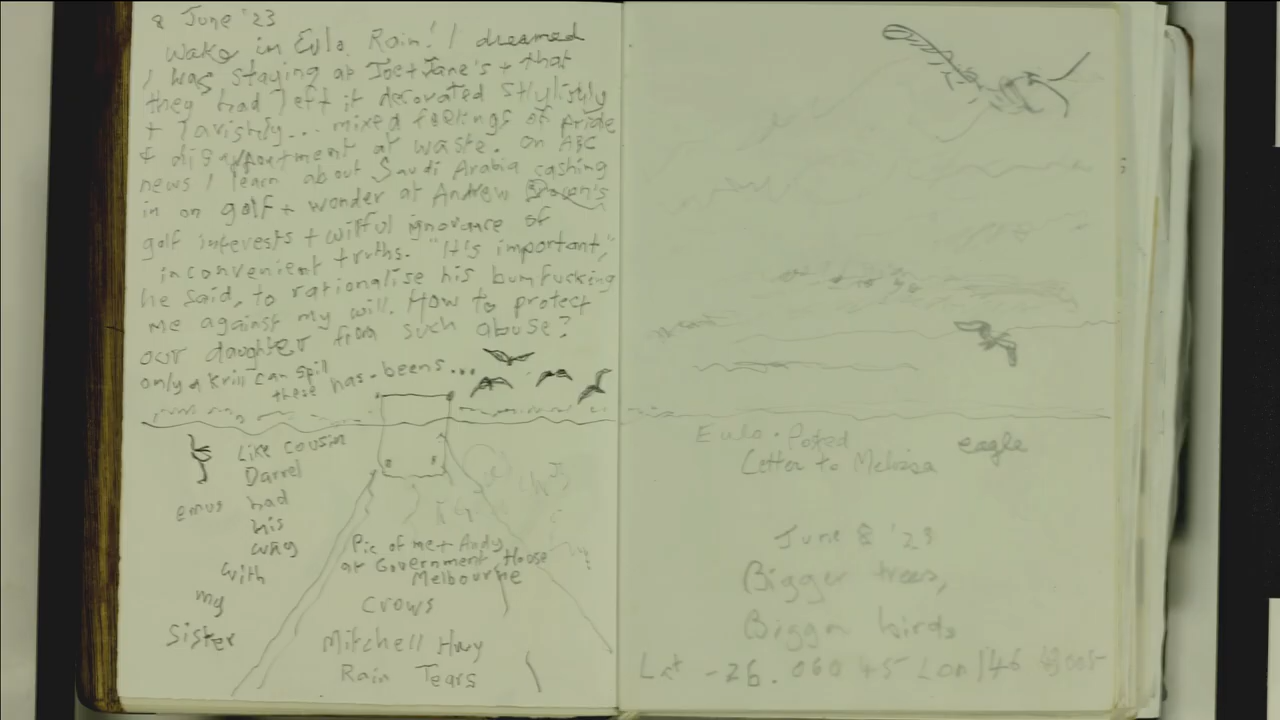 8 June '23
Wake in Eulo. Rain! I dreamed
I was staying at Joe + Jane's + that
they had left it decorated stylishly
+ lavishly... mixed feelings of pride
& disappointment at waste. On ABC
news I learn about Saudi Arabia cashing
in on golf + wonder at Andrew
golf interests + wilful ignorance of
inconvenient truths. "It's important,"
he said, to rationalise his bumfucking
me against my will. How to protect
our daughter from such abuse?
only a Krill can spill
these has-beens...
Like cousin
Darrel
emus had
his
way
with
my
sister
Pic of me + Andy
at Government House
Melbourne
Crows
Mitchell Hwy
Rain Tears
Eulo. Posted
Letter to Melissa
eagle
June 8 '23
Bigger trees,
Bigger birds
Lat -26.060 45 Lon 146